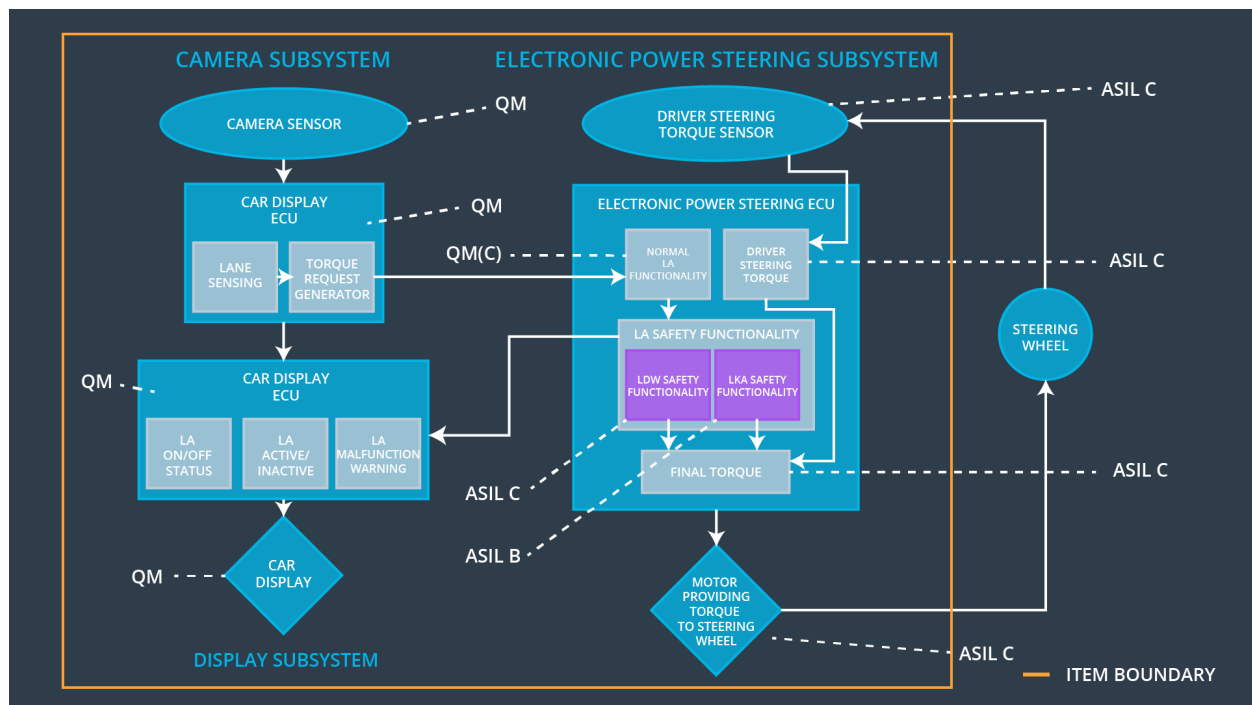 CAMERA SUBSYSTEM
ELECTRONIC POWER STEERING SUBSYSTEM
CAMERA SENSOR
QM
DRIVER STEERING
TORQUE SENSOR
ASIL C
CAR DISPLAY
ECU
QM
LANE
SENSING
TORQUE
REQUEST
GENERATOR
QM(C)
ELECTRONIC POWER STEERING ECU
NORMAL
LA
FUNCTIONALITY
DRIVER
STEERING
TORQUE
ASIL C
LA SAFETY FUNCTIONALITY
LDW SAFETY
FUNCTIONALITY
LKA SAFETY
FUNCTIONALITY
STEERING
WHEEL
QM
CAR DISPLAY
ECU
LA
ON/OFF
STATUS
LA
ACTIVE/
INACTIVE
LA
MALFUNCTION
WARNING
FINAL TORQUE
ASIL C
ASIL C
ASIL B
QM
CAR
DISPLAY
MOTOR
PROVIDING
TORQUE
TO STEERING
WHEEL
ASIL C
DISPLAY SUBSYSTEM
ITEM BOUNDARY